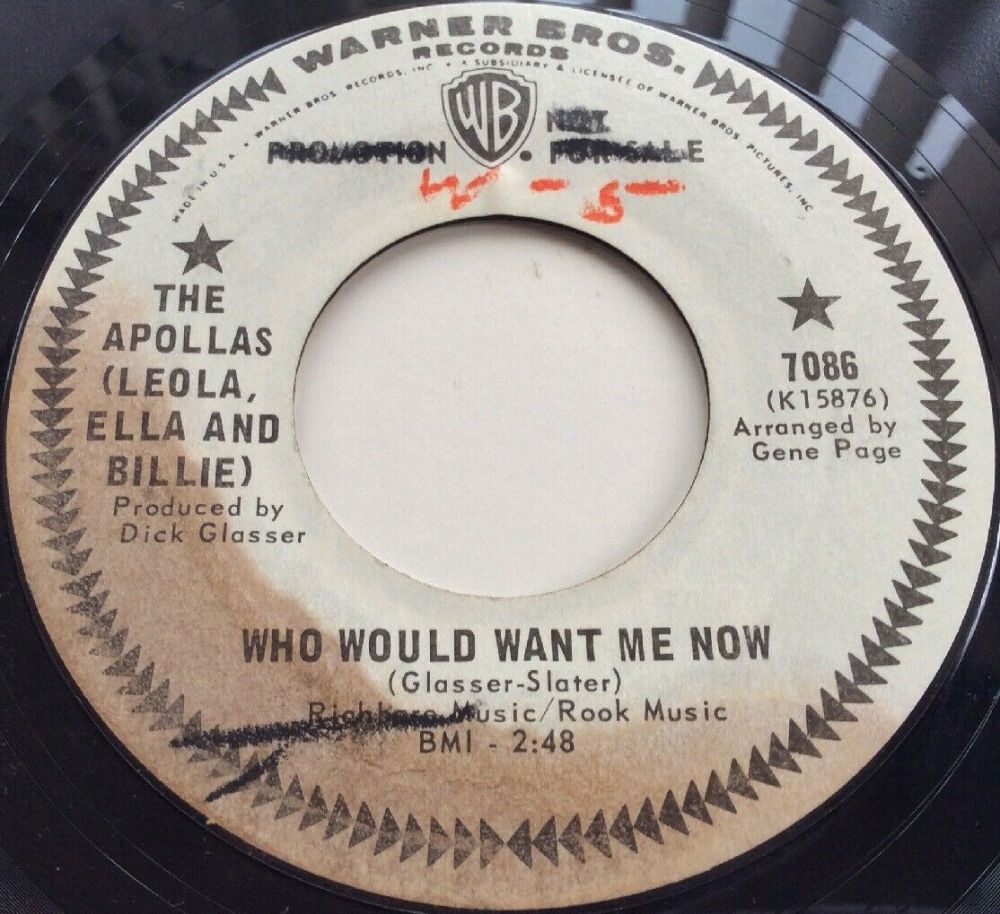 WARNER BROS.
RECORDS
MADE IN U.S.A. • WARNER BROS. RECORDS, INC. • A SUBSIDIARY & LICENSEE OF WARNER BROS. PICTURES, INC.
WB
PROMOTION • NOT
FOR SALE
W - 5 -
THE
APOLLAS
(LEOLA,
ELLA AND
BILLIE)
Produced by
Dick Glasser
7086
(K15876)
Arranged by
Gene Page
WHO WOULD WANT ME NOW
(Glasser-Slater)
Music/Rook Music
BMI - 2:48